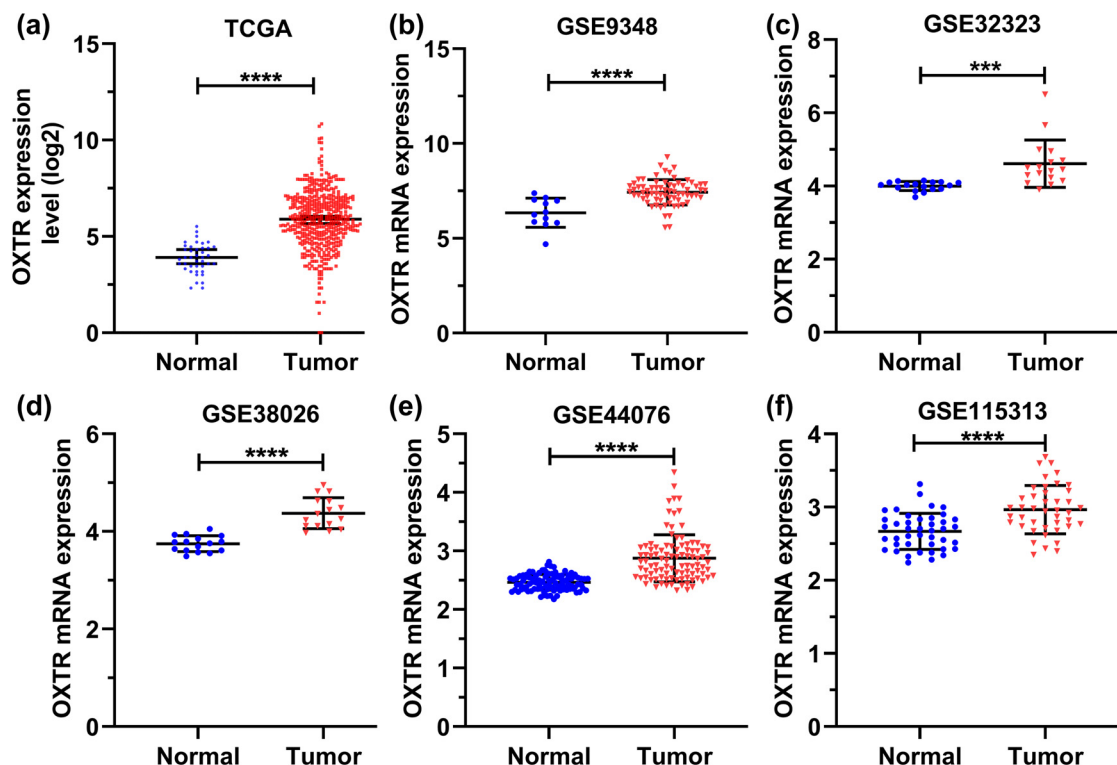 (a)
TCGA
OXTR expression
level (log2)
15
10
5
0
****
Normal
Tumor
(b)
GSE9348
OXTR mRNA expression
15
10
5
0
****
Normal
Tumor
(c)
GSE32323
OXTR mRNA expression
8
6
4
2
0
***
Normal
Tumor
(d)
GSE38026
OXTR mRNA expression
6
4
2
0
****
Normal
Tumor
(e)
GSE44076
OXTR mRNA expression
5
4
3
2
1
0
****
Normal
Tumor
(f)
GSE115313
OXTR mRNA expression
4
3
2
1
0
****
Normal
Tumor